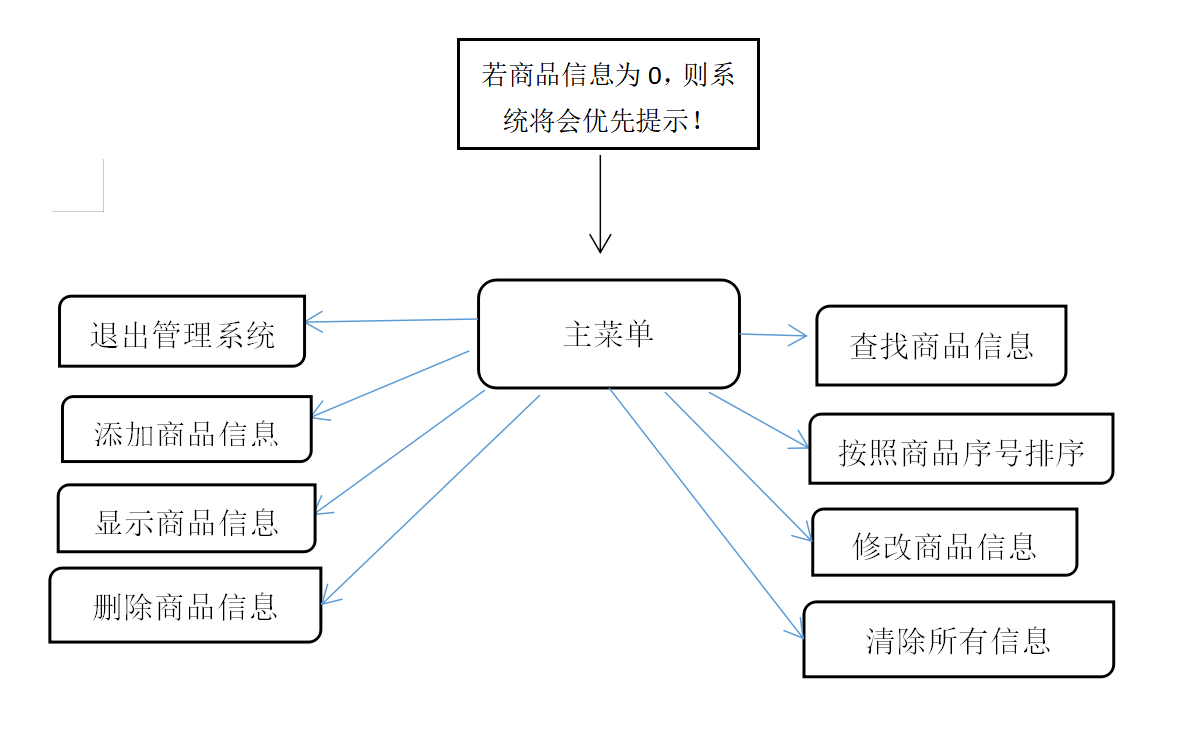 若商品信息为 0，则系
统将会优先提示！
主菜单
退出管理系统
添加商品信息
显示商品信息
删除商品信息
查找商品信息
按照商品序号排序
修改商品信息
清除所有信息